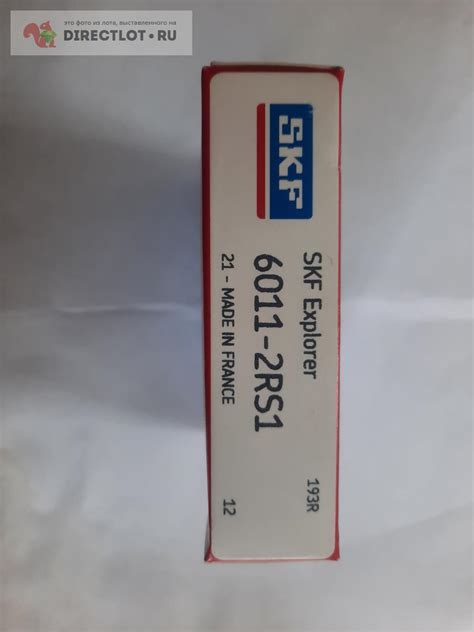 это фото из лота, выставленного на
DIRECTLOT.RU
SKF
SKF Explorer
6011-2RS1
21 - MADE IN FRANCE
193R
12